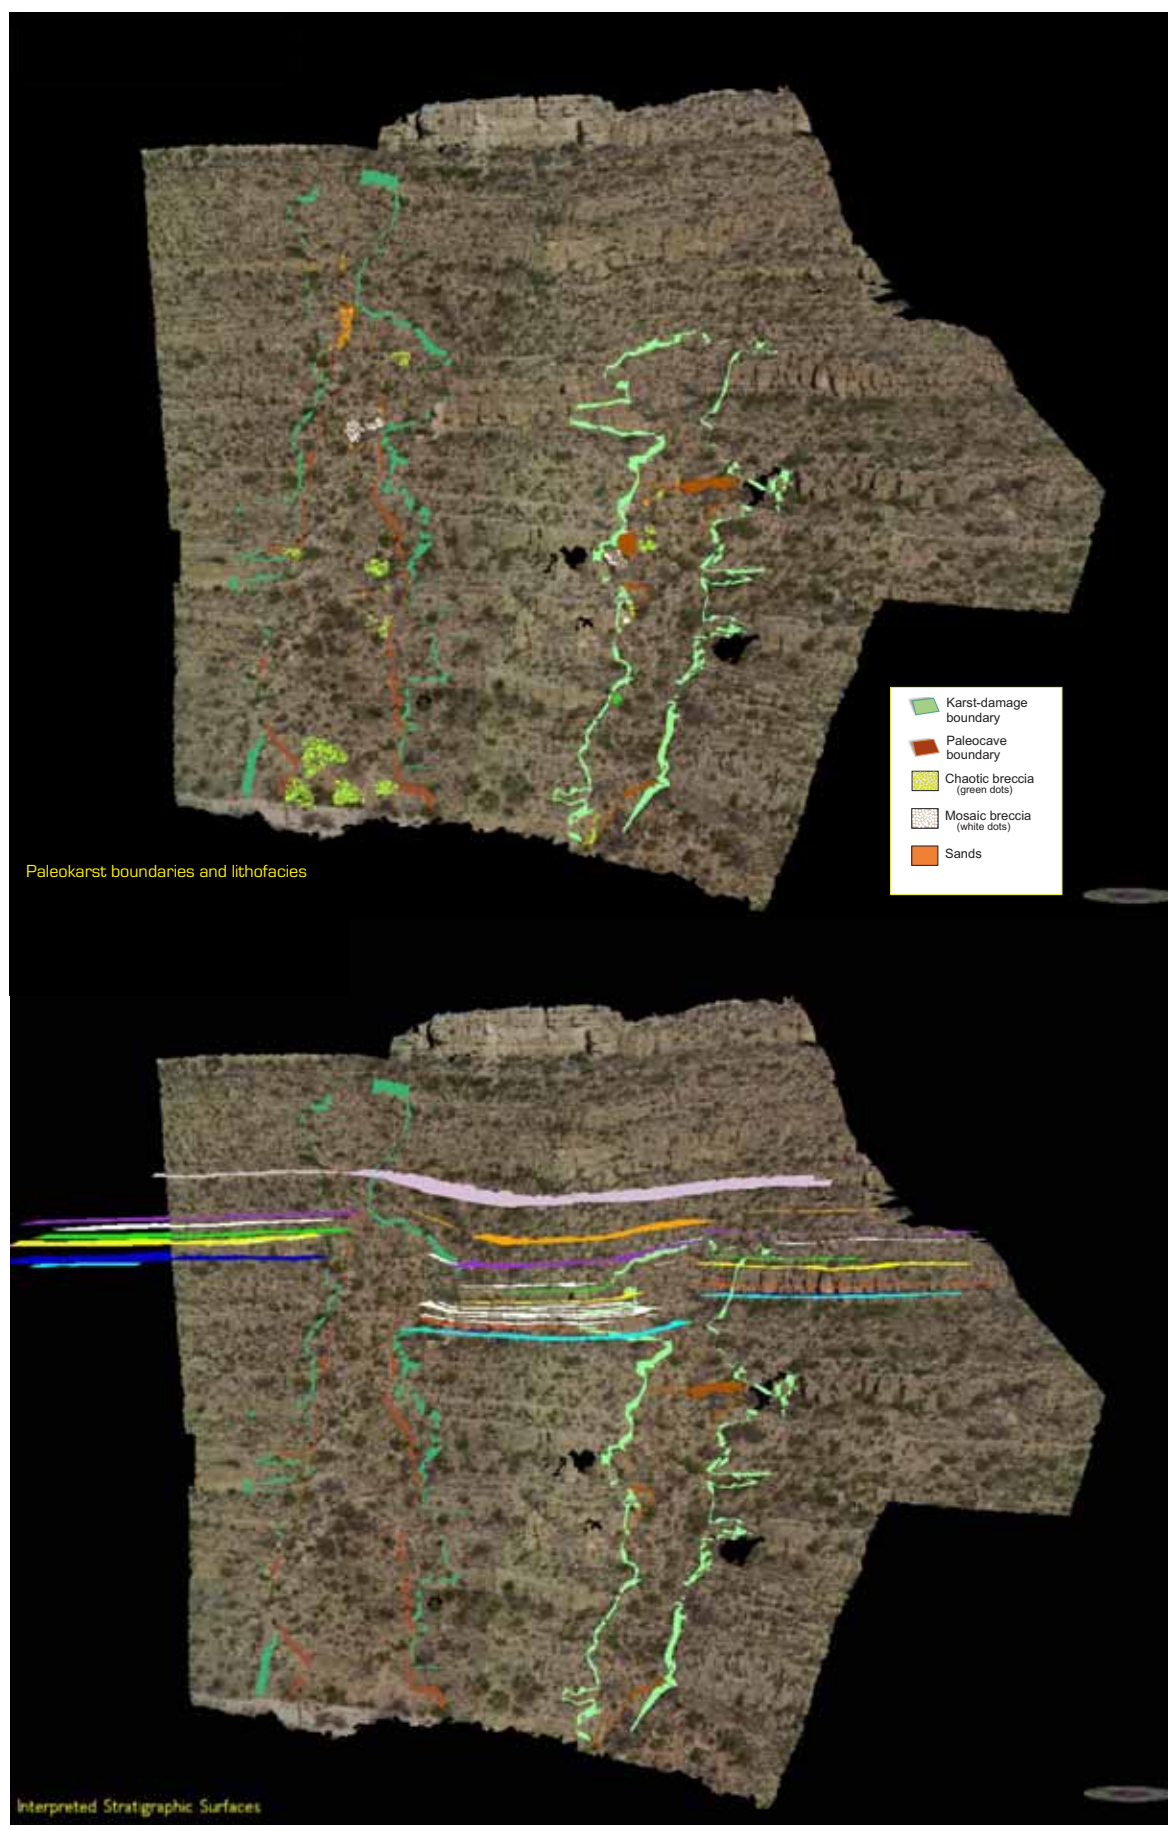 Karst-damage
boundary
Paleocave
boundary
Chaotic breccia
(green dots)
Mosaic breccia
(white dots)
Sands
Paleokarst boundaries and lithofacies
Interpreted Stratigraphic Surfaces